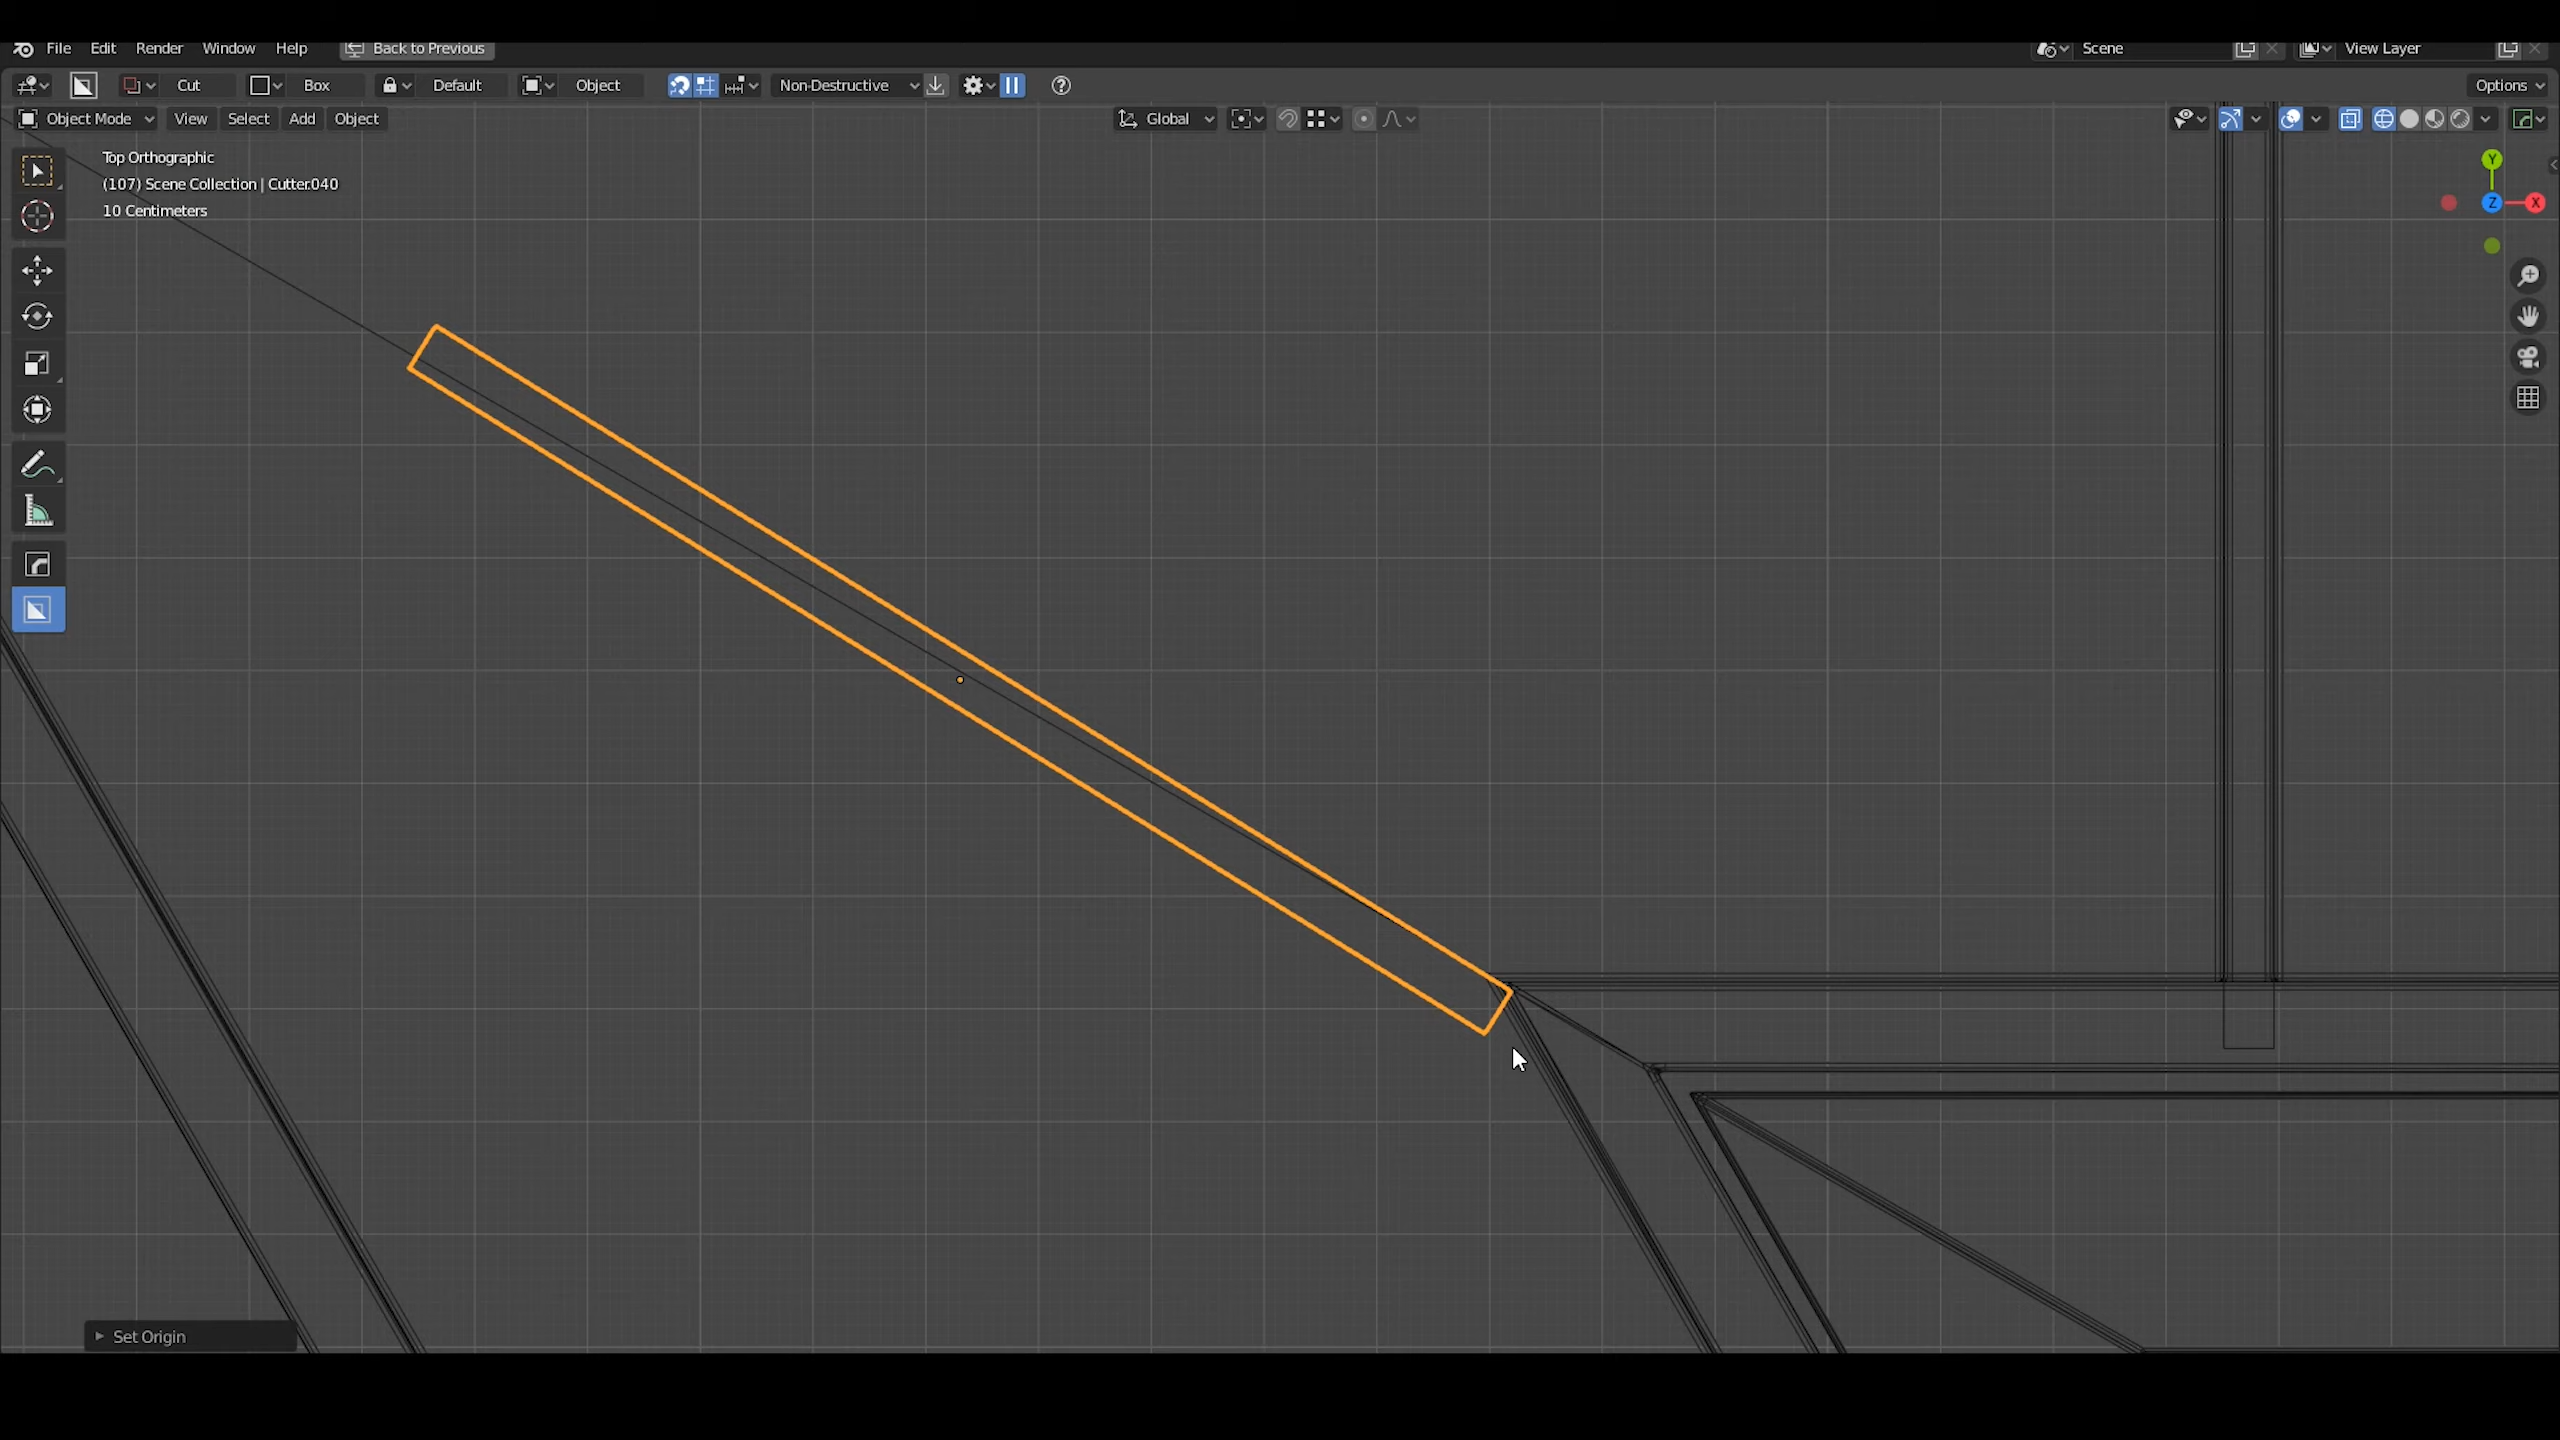 File Edit Render Window Help Back to Previous Scene View Layer
Cut Box Default Object Non-Destructive Options
Object Mode View Select Add Object Global
Top Orthographic
(107) Scene Collection | Cutter.040
10 Centimeters
Y
Z X
Set Origin